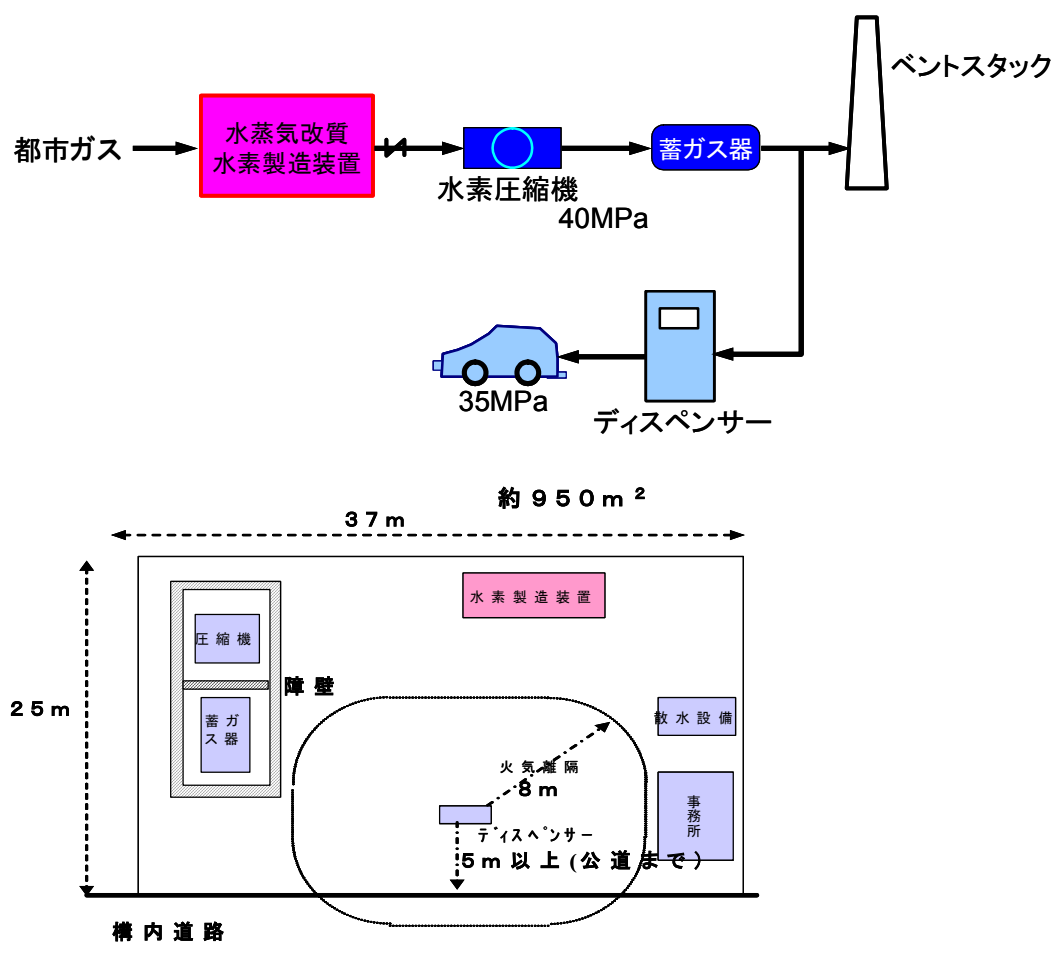 ベントスタック
都市ガス
水蒸気改質
水素製造装置
蓄ガス器
水素圧縮機
40MPa
35MPa
ディスペンサー
約950m²
37m
水素製造装置
圧縮機
障壁
25m
蓄ガ
ス器
散水設備
火気離隔
8m
事務所
ディスペンサー
5m以上(公道まで)
構内道路